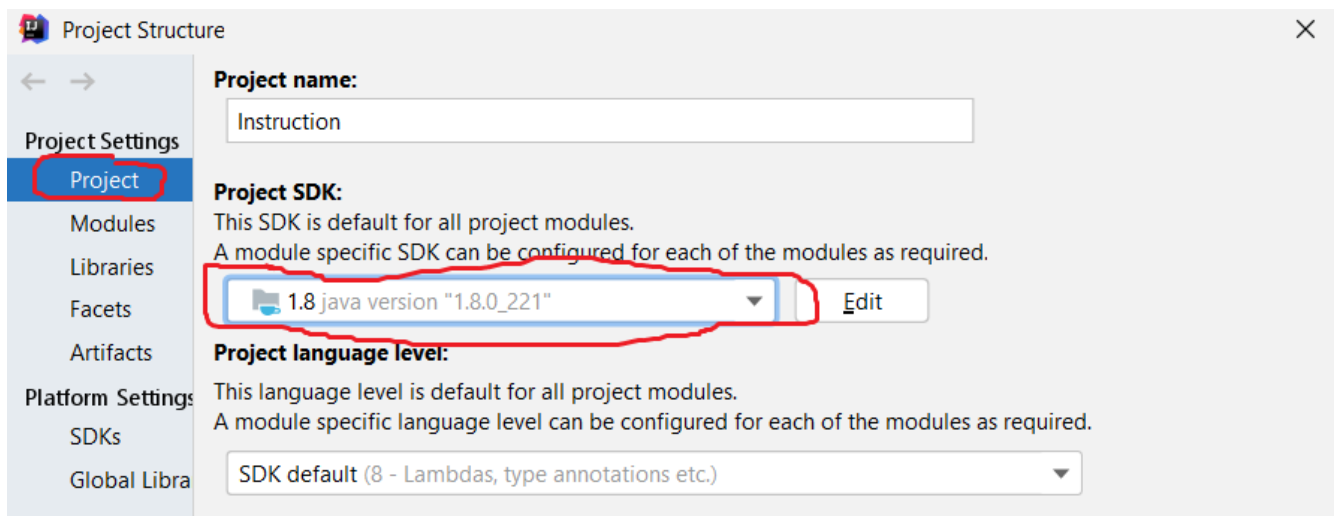 Project Structure
Project Settings
Project
Modules
Libraries
Facets
Artifacts
Platform Settings
SDKs
Global Libra
Project name:
Instruction
Project SDK:
This SDK is default for all project modules.
A module specific SDK can be configured for each of the modules as required.
1.8 java version "1.8.0_221"
Edit
Project language level:
This language level is default for all project modules.
A module specific language level can be configured for each of the modules as required.
SDK default (8 - Lambdas, type annotations etc.)